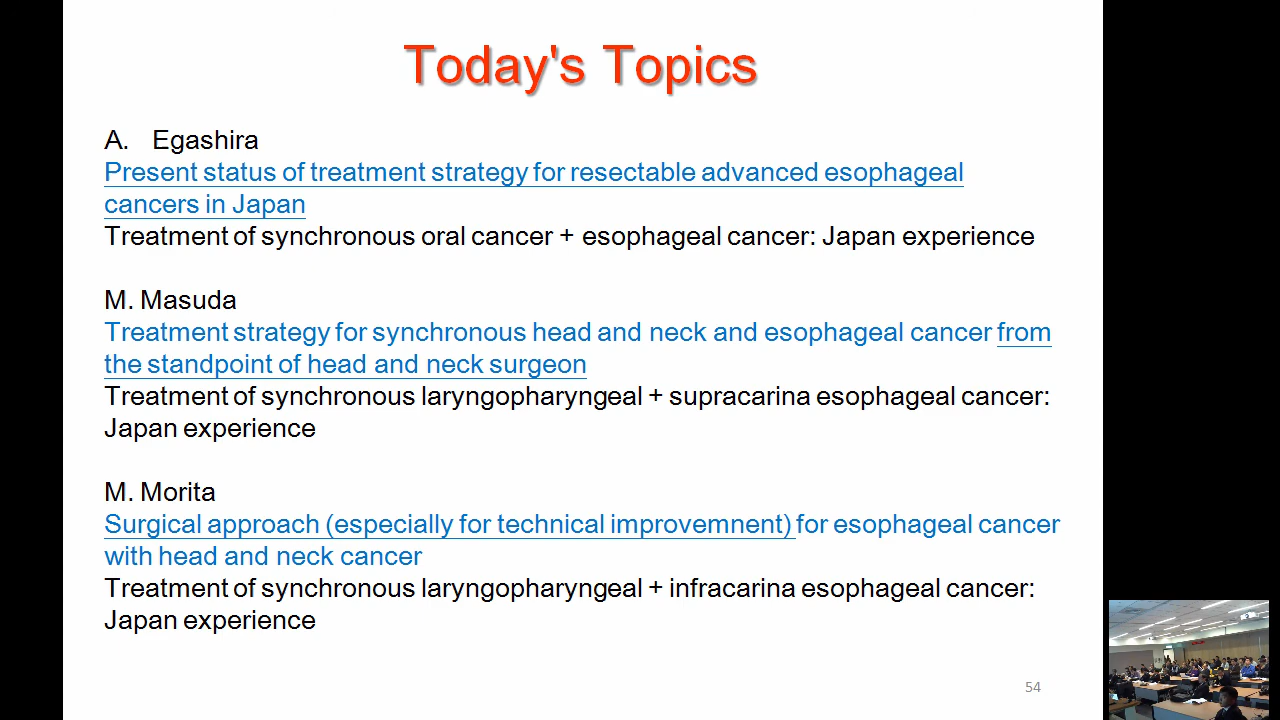 Today's Topics
A. Egashira
Present status of treatment strategy for resectable advanced esophageal
cancers in Japan
Treatment of synchronous oral cancer + esophageal cancer: Japan experience
M. Masuda
Treatment strategy for synchronous head and neck and esophageal cancer from
the standpoint of head and neck surgeon
Treatment of synchronous laryngopharyngeal + supracarina esophageal cancer:
Japan experience
M. Morita
Surgical approach (especially for technical improvemnent) for esophageal cancer
with head and neck cancer
Treatment of synchronous laryngopharyngeal + infracarina esophageal cancer:
Japan experience
54